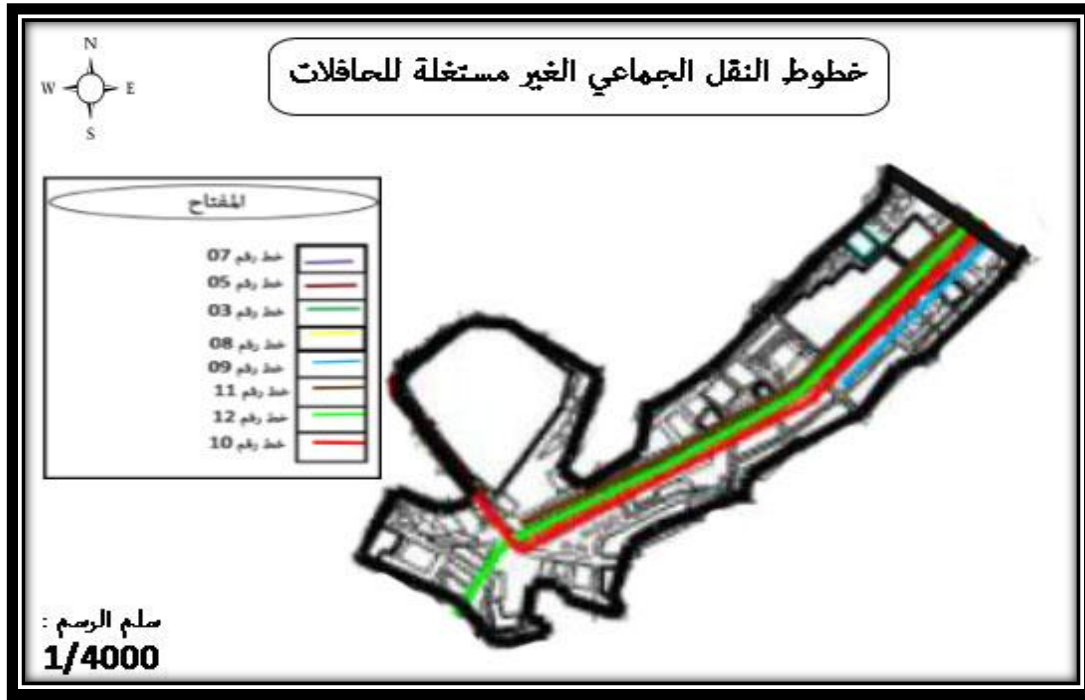 خطوط النقل الجماعي الغير مستغلة للحافلات
N
W E
S
المفتاح
خط رقم 07
خط رقم 05
خط رقم 03
خط رقم 08
خط رقم 09
خط رقم 11
خط رقم 12
خط رقم 10
سلم الرسم :
1/4000